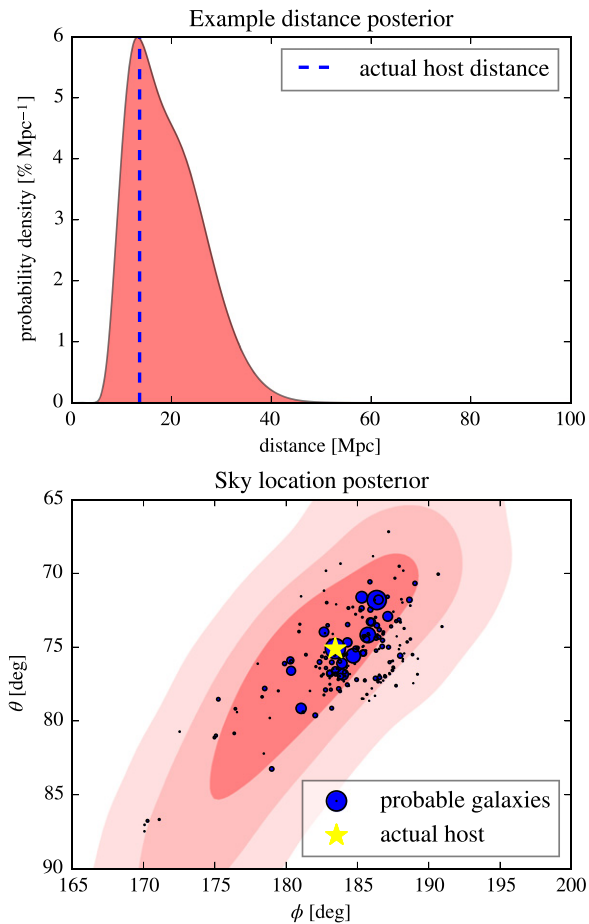 Example distance posterior
6
5
4
3
2
1
0
probability density [% Mpc⁻¹]
actual host distance
0 20 40 60 80 100
distance [Mpc]
Sky location posterior
65
70
75
80
85
90
θ [deg]
probable galaxies
actual host
165 170 175 180 185 190 195 200
ϕ [deg]